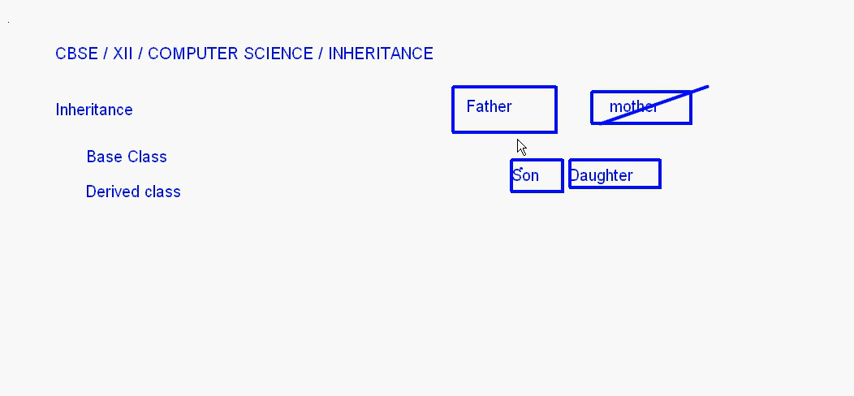 CBSE / XII / COMPUTER SCIENCE / INHERITANCE
Inheritance
Base Class
Derived class
Father
mother
Son
Daughter